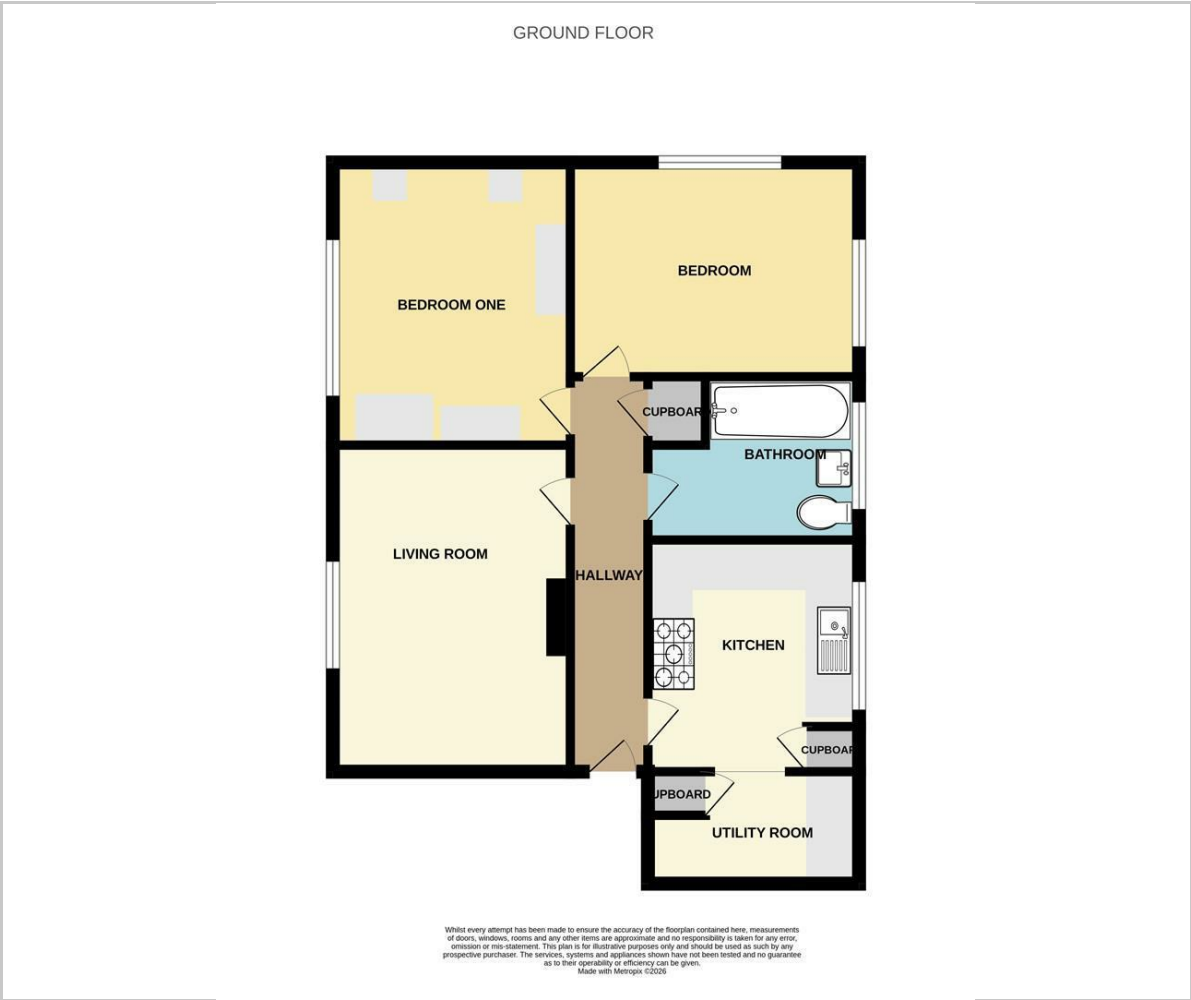 GROUND FLOOR
BEDROOM
BEDROOM ONE
CUPBOARD
BATHROOM
LIVING ROOM
HALLWAY
KITCHEN
CUPBOAR
UPBOARD
UTILITY ROOM
Whilst every attempt has been made to ensure the accuracy of the floorplan contained here, measurements
of doors, windows, rooms and any other items are approximate and no responsibility is taken for any error,
omission or mis-statement. This plan is for illustrative purposes only and should be used as such by any
prospective purchaser. The services, systems and appliances shown have not been tested and no guarantee
as to their operability or efficiency can be given.
Made with Metropix ©2026